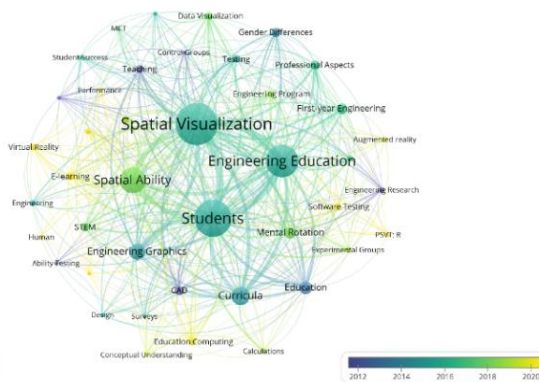 Data Visualization
MCT
Gender Differences
Student Success
Control Groups
Testing
Professional Aspects
Teaching
Performance
Engineering Program
Spatial Visualization
First-year Engineering
Virtual Reality
Augmented reality
Engineering Education
E-learning
Spatial Ability
Engineering Research
Engineering
Software Testing
Students
STEM
Mental Rotation
PSVT: R
Human
Engineering Graphics
Experimental Groups
Ability Testing
CAD
Education
Curricula
Design
Surveys
Education Computing
Conceptual Understanding
Calculations
2012 2014 2016 2018 2020